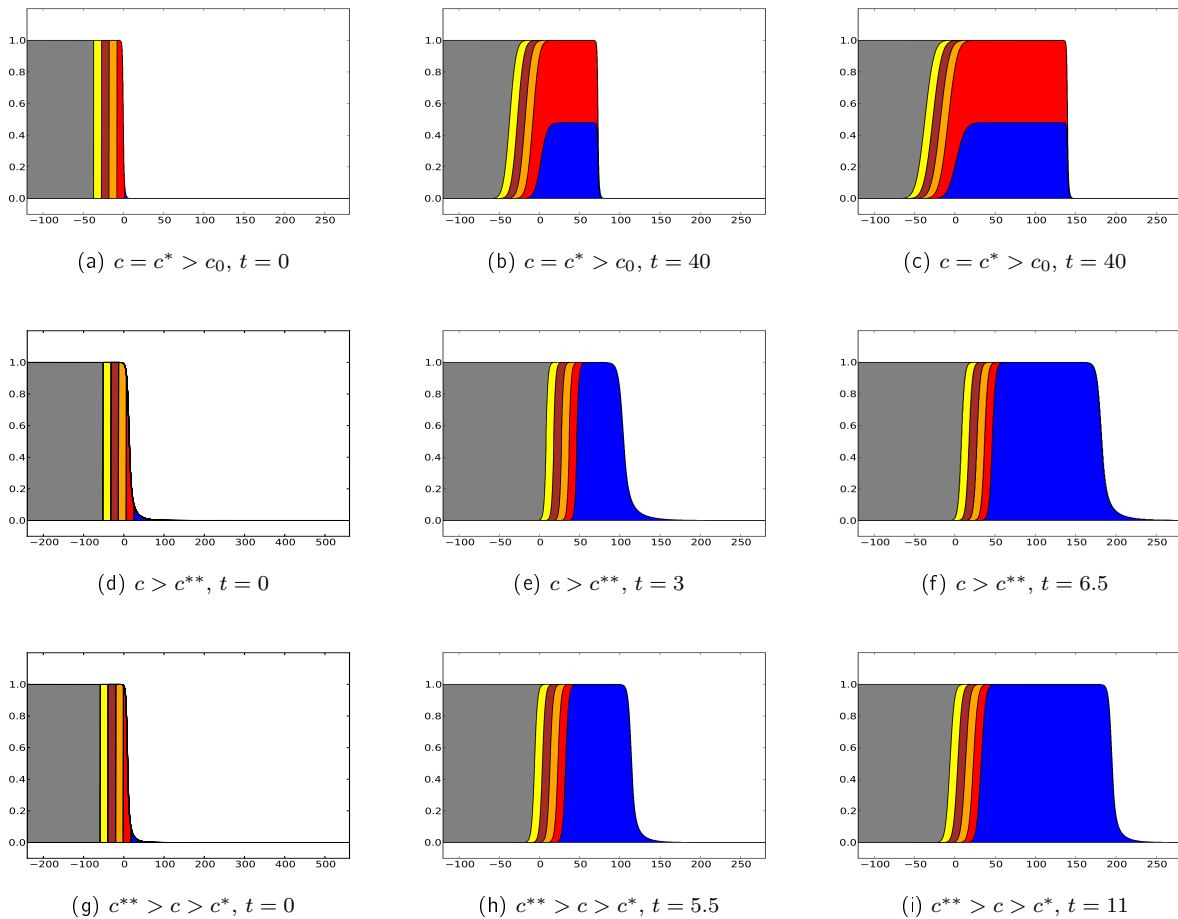 1.0 0.8 0.6 0.4 0.2 0.0
−100 −50 0 50 100 150 200 250
1.0 0.8 0.6 0.4 0.2 0.0
−100 −50 0 50 100 150 200 250
1.0 0.8 0.6 0.4 0.2 0.0
−100 −50 0 50 100 150 200 250
(a) c = c* > c₀, t = 0
(b) c = c* > c₀, t = 40
(c) c = c* > c₀, t = 40
1.0 0.8 0.6 0.4 0.2 0.0
−200 −100 0 100 200 300 400 500
1.0 0.8 0.6 0.4 0.2 0.0
−100 −50 0 50 100 150 200 250
1.0 0.8 0.6 0.4 0.2 0.0
−100 −50 0 50 100 150 200 250
(d) c > c**, t = 0
(e) c > c**, t = 3
(f) c > c**, t = 6.5
1.0 0.8 0.6 0.4 0.2 0.0
−200 −100 0 100 200 300 400 500
1.0 0.8 0.6 0.4 0.2 0.0
−100 −50 0 50 100 150 200 250
1.0 0.8 0.6 0.4 0.2 0.0
−100 −50 0 50 100 150 200 250
(g) c** > c > c*, t = 0
(h) c** > c > c*, t = 5.5
(i) c** > c > c*, t = 11